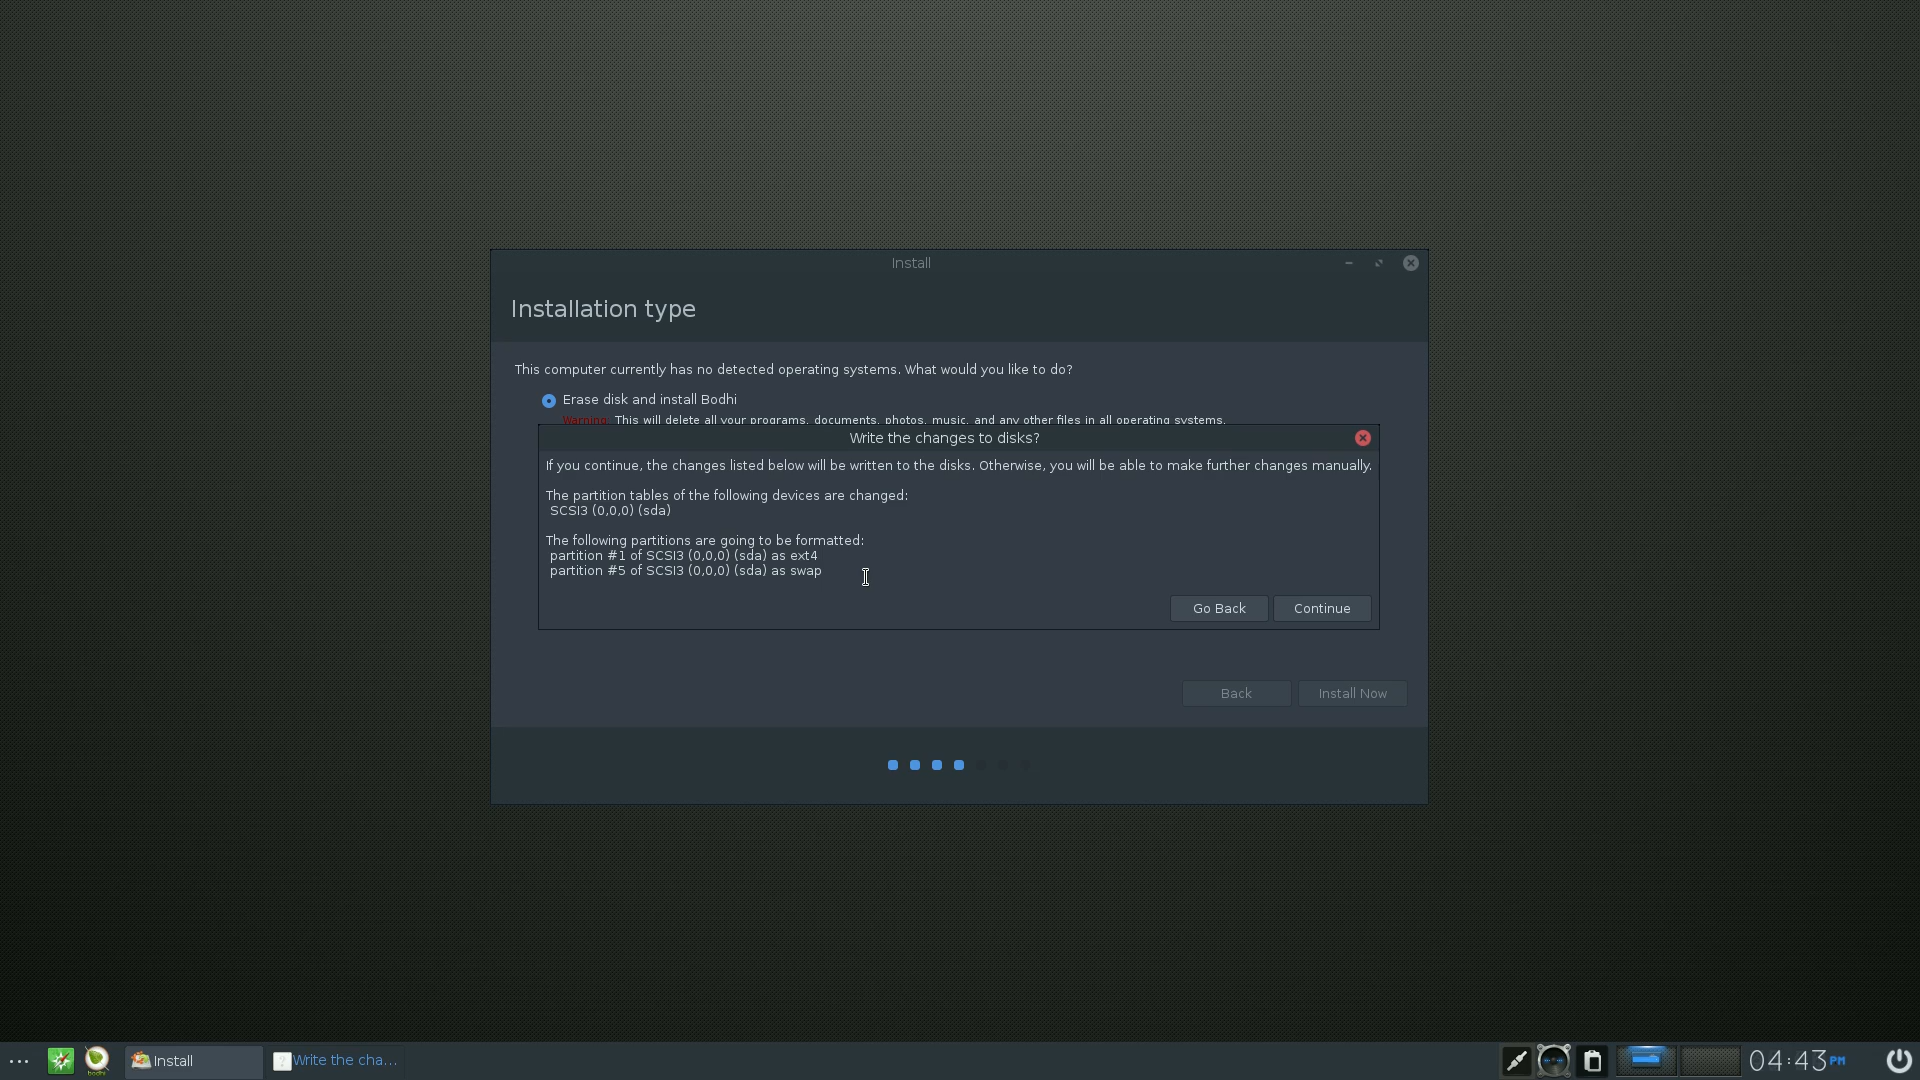 Install
Installation type
This computer currently has no detected operating systems. What would you like to do?
Erase disk and install Bodhi
Warning: This will delete all your programs, documents, photos, music, and any other files in all operating systems.
Write the changes to disks?
If you continue, the changes listed below will be written to the disks. Otherwise, you will be able to make further changes manually.
The partition tables of the following devices are changed:
SCSI3 (0,0,0) (sda)
The following partitions are going to be formatted:
partition #1 of SCSI3 (0,0,0) (sda) as ext4
partition #5 of SCSI3 (0,0,0) (sda) as swap
Go Back
Continue
Back
Install Now
bodhi
Install
Write the cha...
04:43PM